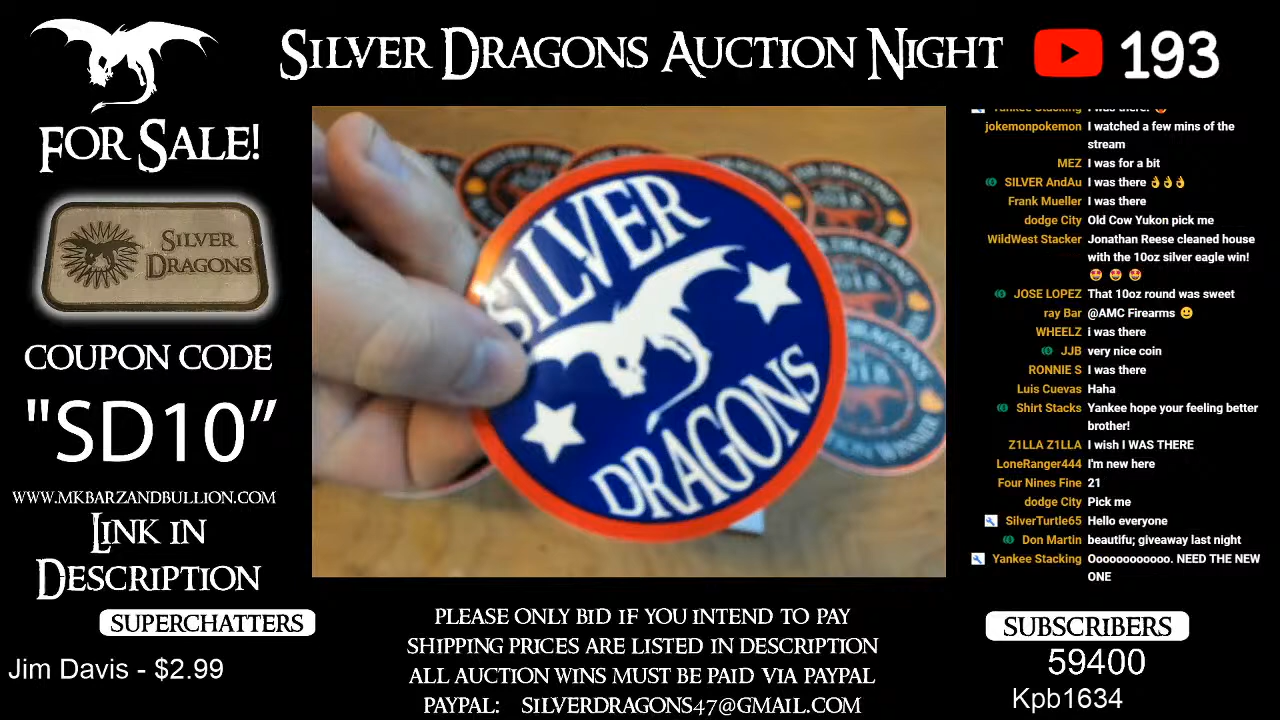 SILVER DRAGONS AUCTION NIGHT
193
FOR SALE!
SILVER
DRAGONS
COUPON CODE
"SD10"
WWW.MKBARZANDBULLION.COM
LINK IN
DESCRIPTION
SUPERCHATTERS
Jim Davis - $2.99
SILVER
DRAGONS
Yankee Stacking I was there!
jokemonpokemon I watched a few mins of the
stream
MEZ I was for a bit
SILVER AndAu I was there 👌👌👌
Frank Mueller I was there
dodge City Old Cow Yukon pick me
WildWest Stacker Jonathan Reese cleaned house
with the 10oz silver eagle win!
🤩 🤩 🤩
JOSE LOPEZ That 10oz round was sweet
ray Bar @AMC Firearms 🙂
WHEELZ i was there
JJB very nice coin
RONNIE S I was there
Luis Cuevas Haha
Shirt Stacks Yankee hope your feeling better
brother!
Z1LLA Z1LLA I wish I WAS THERE
LoneRanger444 I'm new here
Four Nines Fine 21
dodge City Pick me
SilverTurtle65 Hello everyone
Don Martin beautifu; giveaway last night
Yankee Stacking Ooooooooooo. NEED THE NEW
ONE
PLEASE ONLY BID IF YOU INTEND TO PAY
SHIPPING PRICES ARE LISTED IN DESCRIPTION
ALL AUCTION WINS MUST BE PAID VIA PAYPAL
PAYPAL: SILVERDRAGONS47@GMAIL.COM
SUBSCRIBERS
59400
Kpb1634